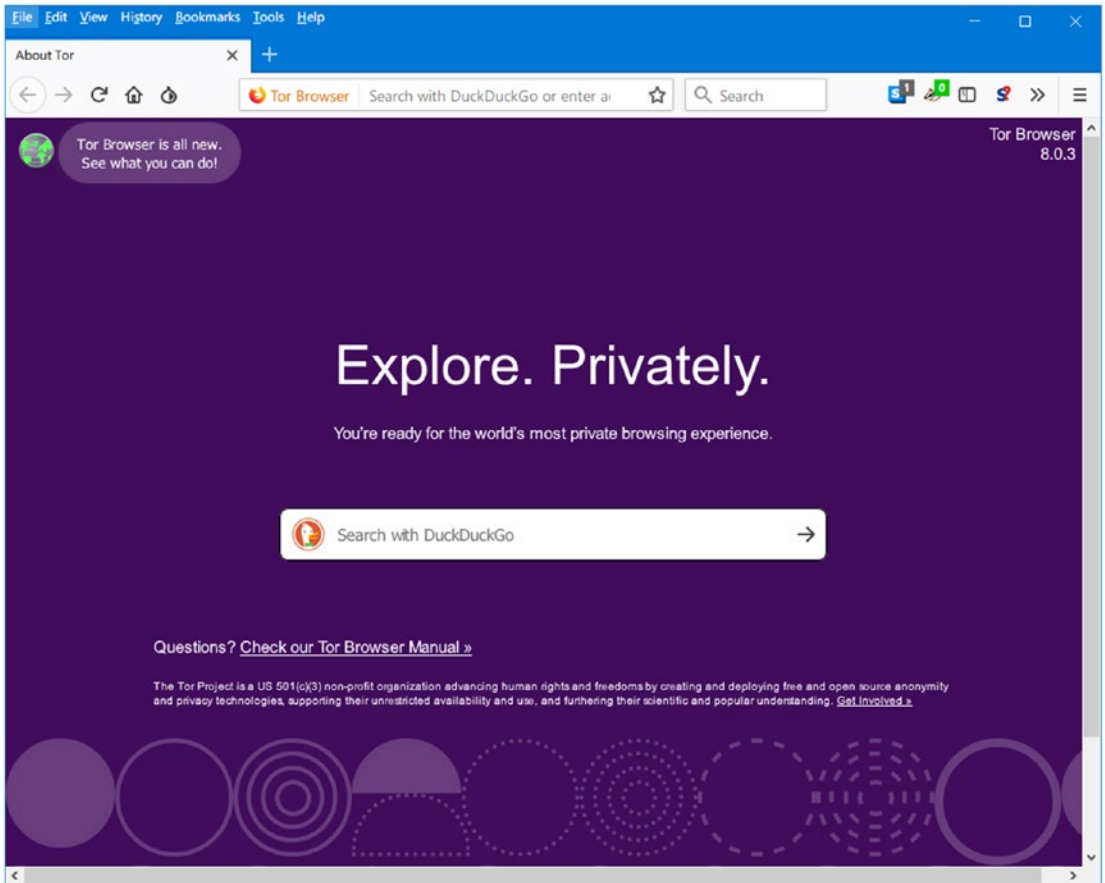 File Edit View History Bookmarks Tools Help
About Tor
Tor Browser Search with DuckDuckGo or enter a
Search
S 1 0 S?
Tor Browser is all new.
See what you can do!
Tor Browser
8.0.3
Explore. Privately.
You're ready for the world's most private browsing experience.
Search with DuckDuckGo
Questions? Check our Tor Browser Manual »
The Tor Project is a US 501(c)(3) non-profit organization advancing human rights and freedoms by creating and deploying free and open source anonymity
and privacy technologies, supporting their unrestricted availability and use, and furthering their scientific and popular understanding. Get Involved »